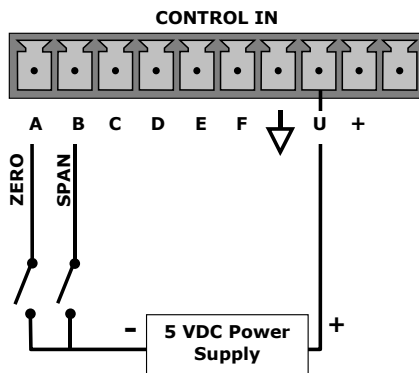 CONTROL IN
A B C D E F U +
ZERO
SPAN
- +
5 VDC Power
Supply